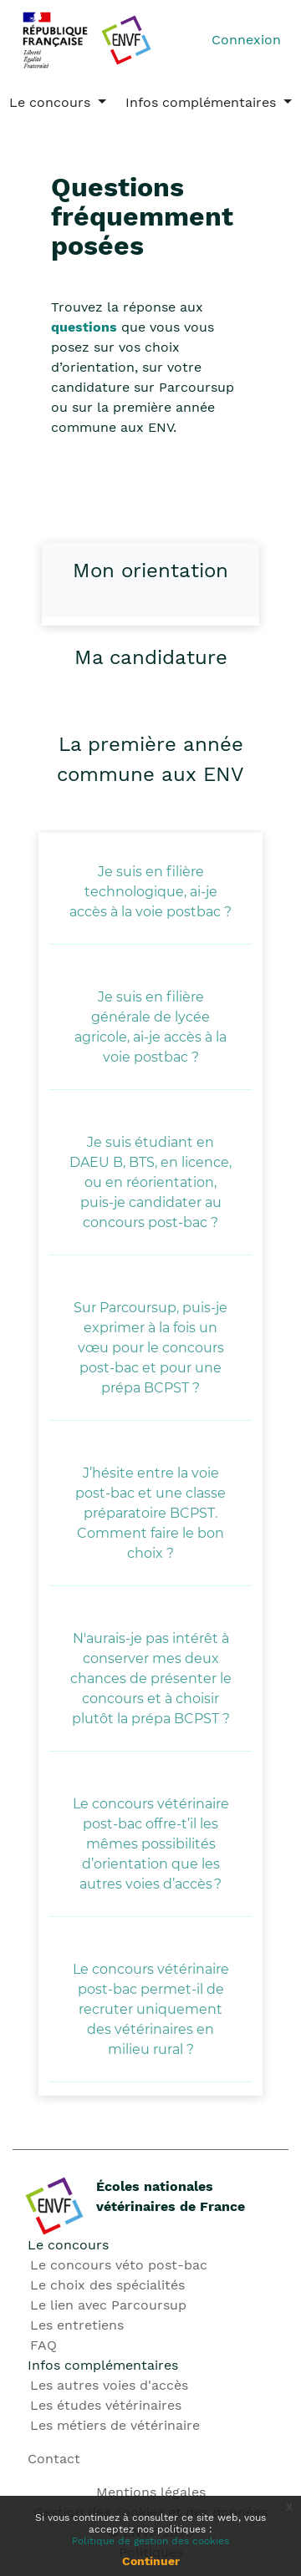 RÉPUBLIQUE
FRANÇAISE
Liberté
Égalité
Fraternité
ENVF
Connexion
Le concours
Infos complémentaires
Questions
fréquemment
posées
Trouvez la réponse aux
questions que vous vous
posez sur vos choix
d’orientation, sur votre
candidature sur Parcoursup
ou sur la première année
commune aux ENV.
Mon orientation
Ma candidature
La première année
commune aux ENV
Je suis en filière
technologique, ai-je
accès à la voie postbac ?
Je suis en filière
générale de lycée
agricole, ai-je accès à la
voie postbac ?
Je suis étudiant en
DAEU B, BTS, en licence,
ou en réorientation,
puis-je candidater au
concours post-bac ?
Sur Parcoursup, puis-je
exprimer à la fois un
vœu pour le concours
post-bac et pour une
prépa BCPST ?
J’hésite entre la voie
post-bac et une classe
préparatoire BCPST.
Comment faire le bon
choix ?
N'aurais-je pas intérêt à
conserver mes deux
chances de présenter le
concours et à choisir
plutôt la prépa BCPST ?
Le concours vétérinaire
post-bac offre-t’il les
mêmes possibilités
d’orientation que les
autres voies d’accès ?
Le concours vétérinaire
post-bac permet-il de
recruter uniquement
des vétérinaires en
milieu rural ?
ENVF
Écoles nationales
vétérinaires de France
Le concours
Le concours véto post-bac
Le choix des spécialités
Le lien avec Parcoursup
Les entretiens
FAQ
Infos complémentaires
Les autres voies d'accès
Les études vétérinaires
Les métiers de vétérinaire
Contact
Mentions légales
x
Si vous continuez à consulter ce site web, vous
acceptez nos politiques :
Politique de gestion des cookies
Continuer